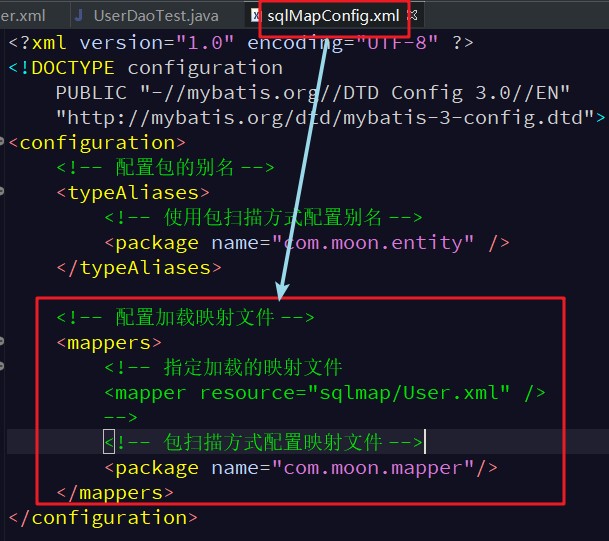 er.xml UserDaoTest.java sqlMapConfig.xml
<?xml version="1.0" encoding="UTF-8" ?>
<!DOCTYPE configuration
PUBLIC "-//mybatis.org//DTD Config 3.0//EN"
"http://mybatis.org/dtd/mybatis-3-config.dtd">
<configuration>
<!-- 配置包的别名 -->
<typeAliases>
<!-- 使用包扫描方式配置别名 -->
<package name="com.moon.entity" />
</typeAliases>
<!-- 配置加载映射文件 -->
<mappers>
<!-- 指定加载的映射文件
<mapper resource="sqlmap/User.xml" />
-->
<!-- 包扫描方式配置映射文件 -->
<package name="com.moon.mapper"/>
</mappers>
</configuration>